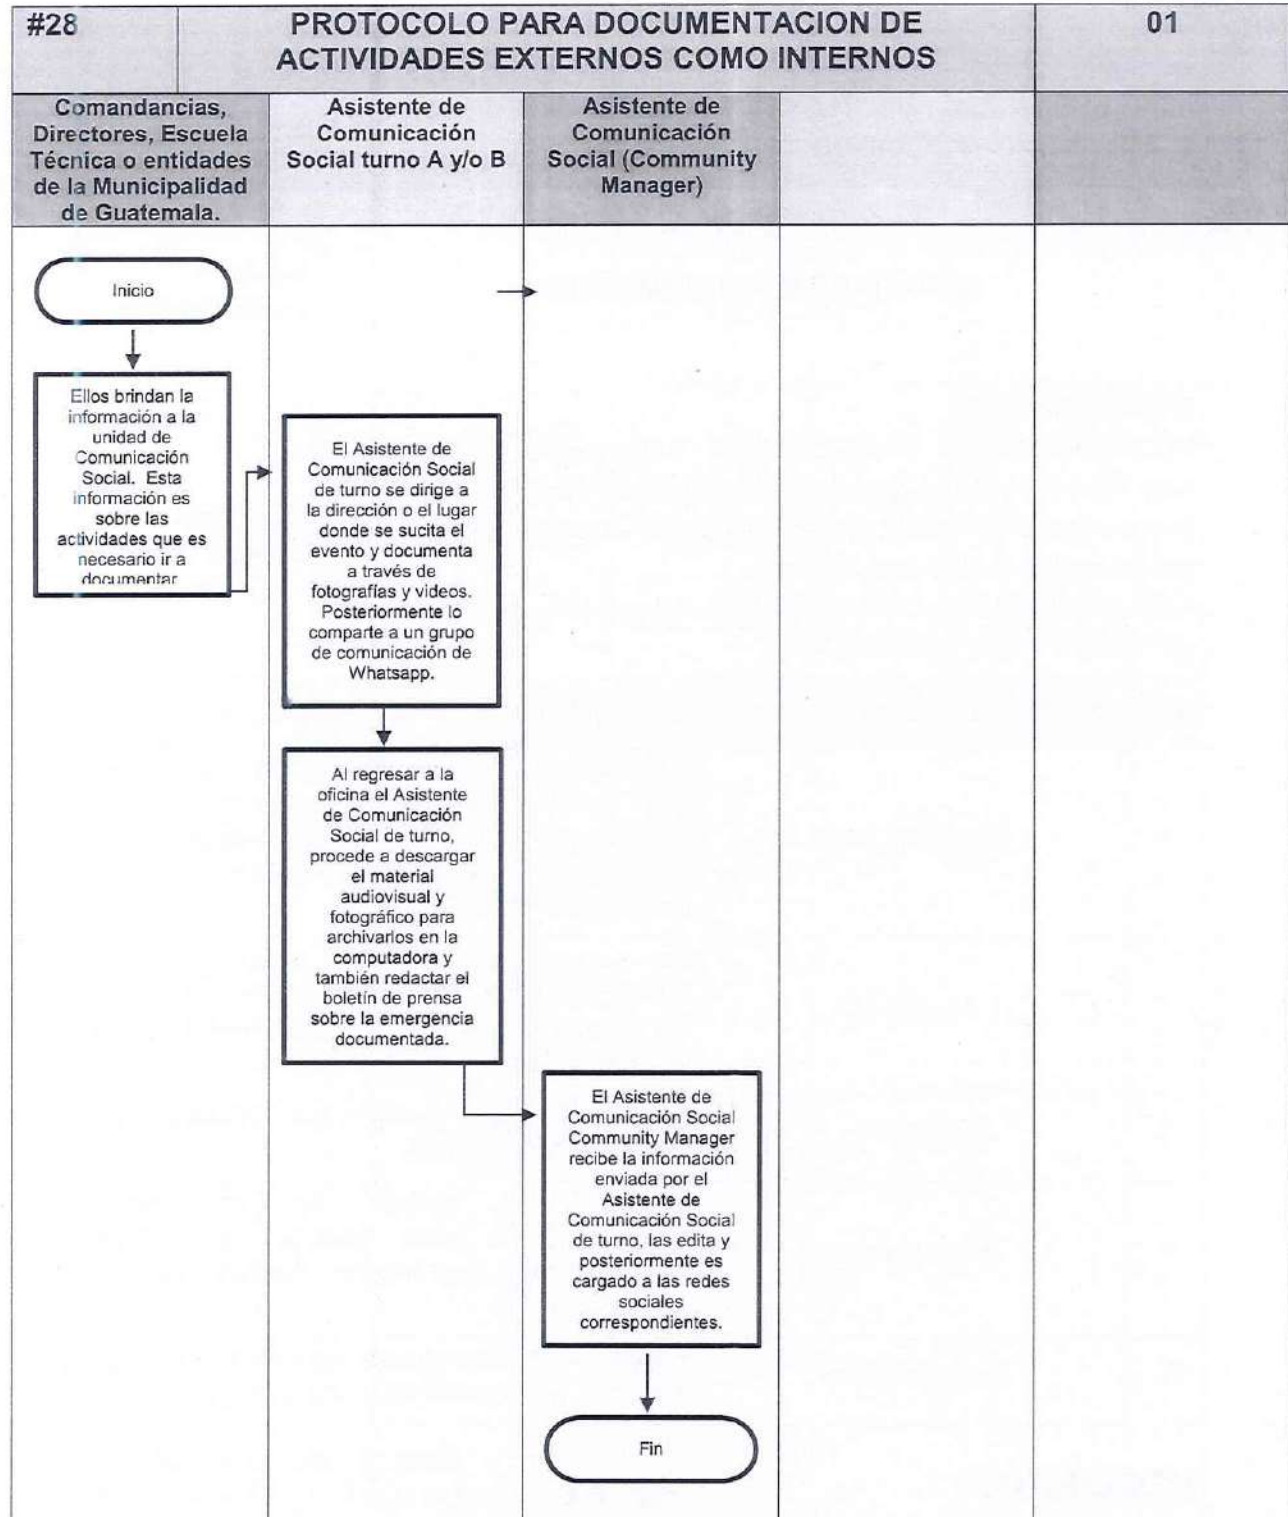 #28
PROTOCOLO PARA DOCUMENTACION DE
ACTIVIDADES EXTERNOS COMO INTERNOS
01
Comandancias,
Directores, Escuela
Técnica o entidades
de la Municipalidad
de Guatemala.
Asistente de
Comunicación
Social turno A y/o B
Asistente de
Comunicación
Social (Community
Manager)
Inicio
Ellos brindan la
información a la
unidad de
Comunicación
Social. Esta
información es
sobre las
actividades que es
necesario ir a
documentar
El Asistente de
Comunicación Social
de turno se dirige a
la dirección o el lugar
donde se sucita el
evento y documenta
a través de
fotografías y videos.
Posteriormente lo
comparte a un grupo
de comunicación de
Whatsapp.
Al regresar a la
oficina el Asistente
de Comunicación
Social de turno,
procede a descargar
el material
audiovisual y
fotográfico para
archivarlos en la
computadora y
también redactar el
boletín de prensa
sobre la emergencia
documentada.
El Asistente de
Comunicación Social
Community Manager
recibe la información
enviada por el
Asistente de
Comunicación Social
de turno, las edita y
posteriormente es
cargado a las redes
sociales
correspondientes.
Fin